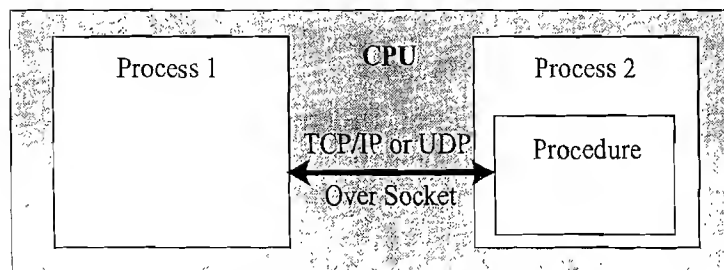 Process 1
CPU
Process 2
TCP/IP or UDP
Procedure
Over Socket